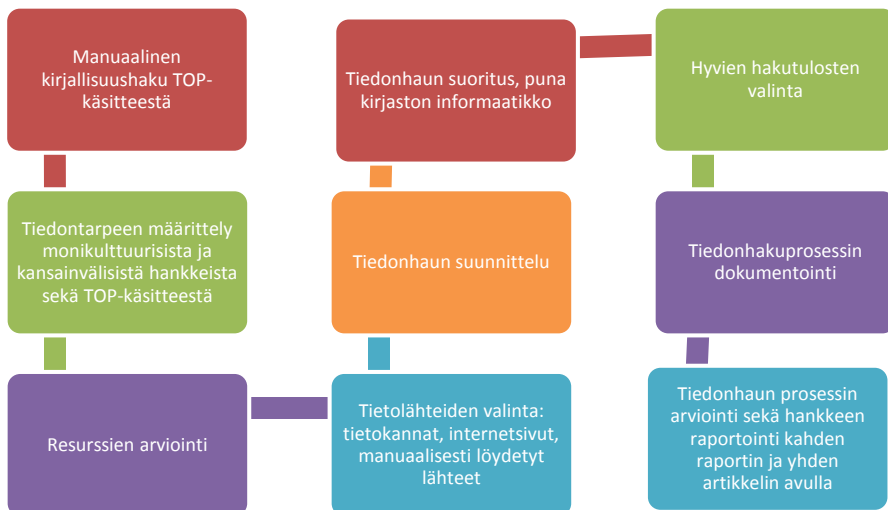 Manuaalinen
kirjallisuushaku TOP-
käsitteestä
Tiedontarpeen määrittely
monikulttuurisista ja
kansainvälisistä hankkeista
sekä TOP-käsitteestä
Resurssien arviointi
Tietolähteiden valinta:
tietokannat, internetsivut,
manuaalisesti löydetyt
lähteet
Tiedonhaun suunnittelu
Tiedonhaun suoritus, puna
kirjaston informaatikko
Hyvien hakutulosten
valinta
Tiedonhakuprosessin
dokumentointi
Tiedonhaun prosessin
arviointi sekä hankkeen
raportointi kahden
raportin ja yhden
artikkelin avulla